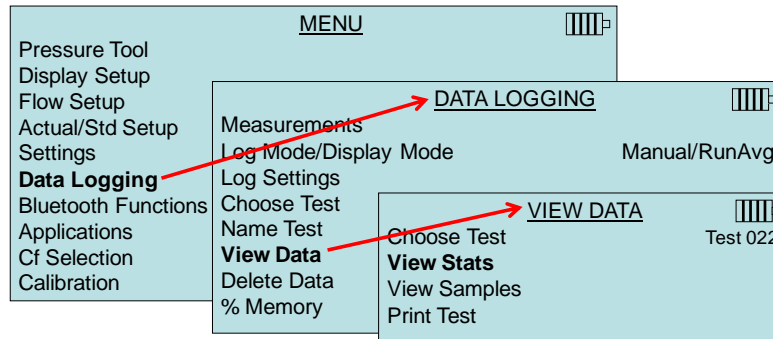 MENU
Pressure Tool
Display Setup
Flow Setup
Actual/Std Setup
Settings
Data Logging
Bluetooth Functions
Applications
Cf Selection
Calibration
DATA LOGGING
Measurements
Log Mode/Display Mode Manual/RunAvg
Log Settings
Choose Test
Name Test
View Data
Delete Data
% Memory
VIEW DATA
Choose Test Test 022
View Stats
View Samples
Print Test